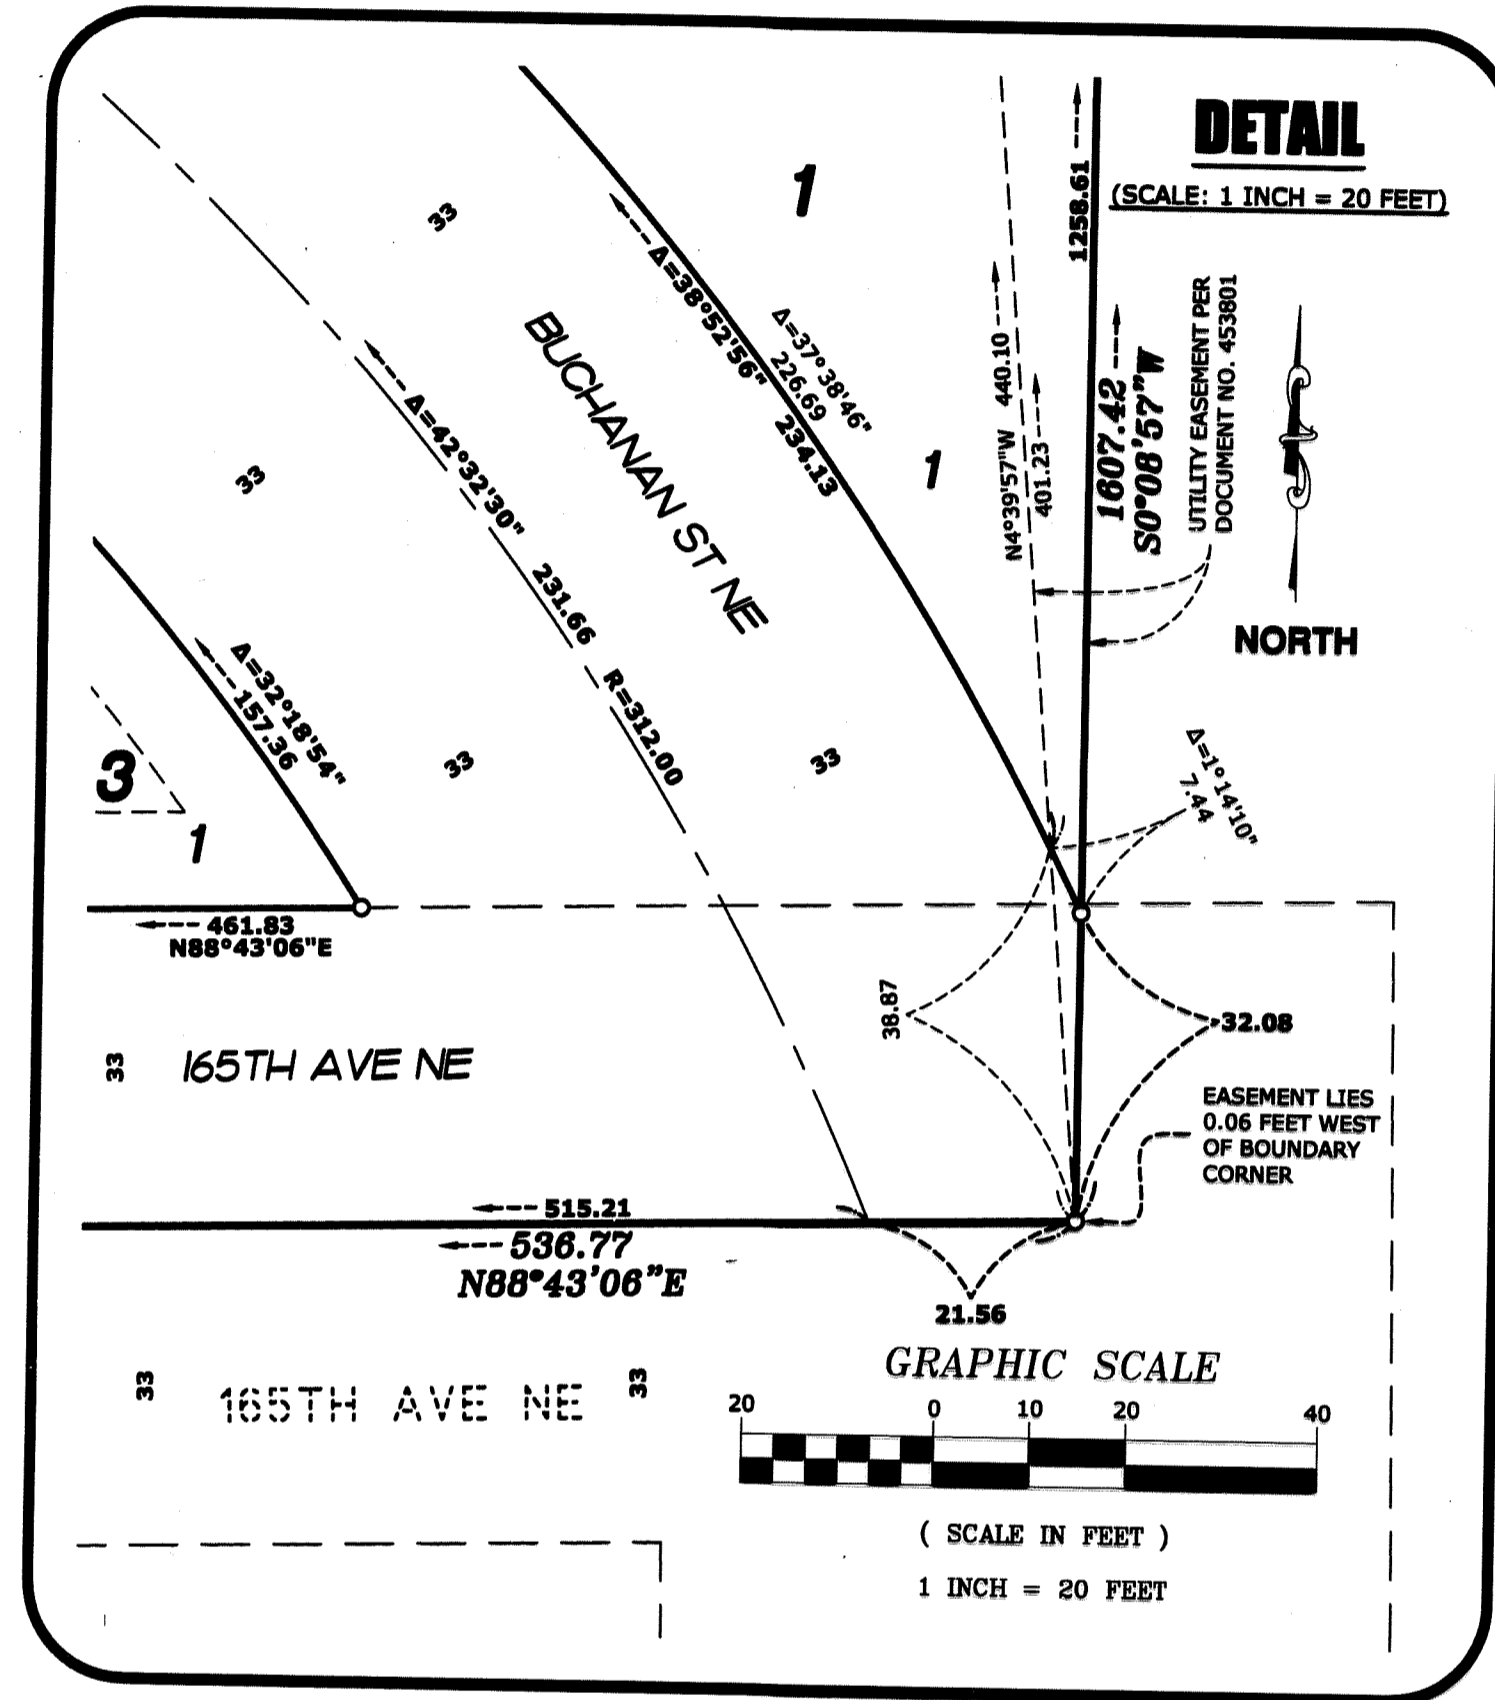 DETAIL
(SCALE: 1 INCH = 20 FEET)
1
1258.61
33
Δ=38°52'56"
234.13
Δ=37°38'46"
226.69
BUCHANAN ST NE
N4°39'57"W 440.10
401.23
1607.42
S0°08'57"W
UTILITY EASEMENT PER
DOCUMENT NO. 453801
1
Δ=42°32'30" 231.66 R=312.00
33
NORTH
Δ=32°18'54"
157.36
33
33
3
1
Δ=1°14'10"
7.44
461.83
N88°43'06"E
38.87
32.08
33
165TH AVE NE
EASEMENT LIES
0.06 FEET WEST
OF BOUNDARY
CORNER
515.21
536.77
N88°43'06"E
21.56
33
165TH AVE NE
33
GRAPHIC SCALE
20 0 10 20 40
( SCALE IN FEET )
1 INCH = 20 FEET